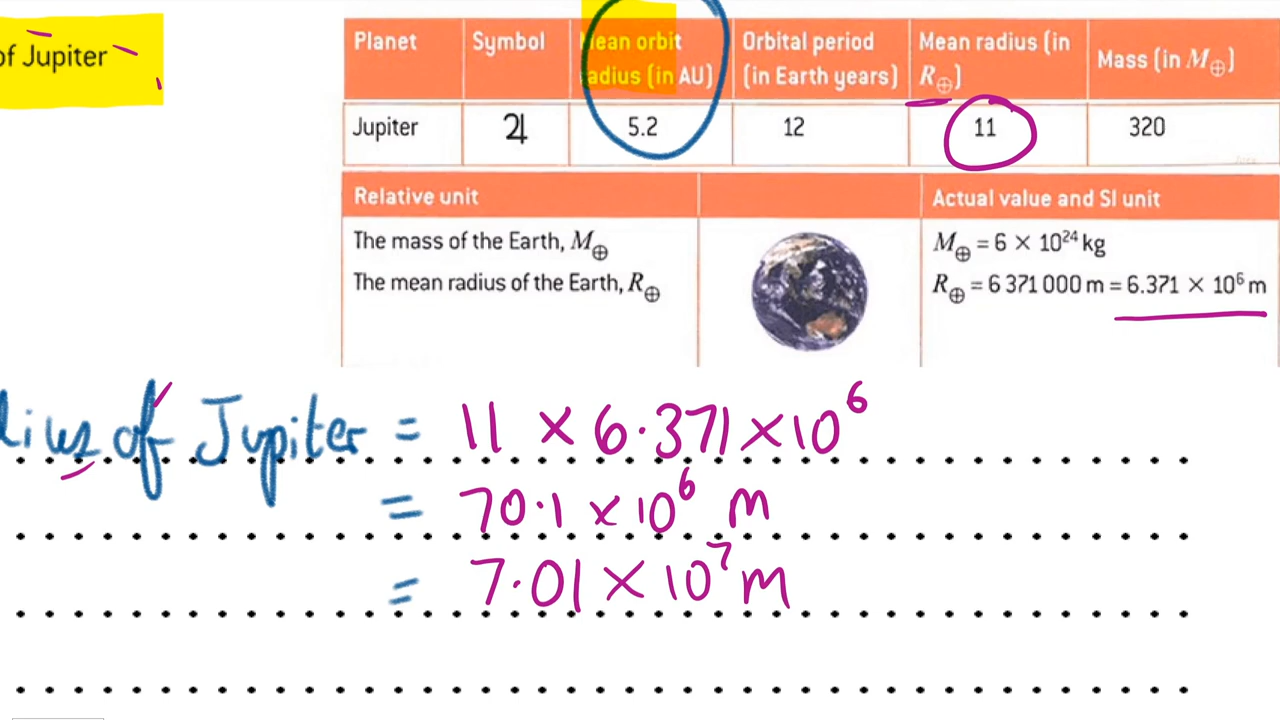 of Jupiter
Planet Symbol Mean orbit radius (in AU) Orbital period (in Earth years) Mean radius (in R⊕) Mass (in M⊕)
Jupiter ♃ 5.2 12 11 320
Relative unit Actual value and SI unit
The mass of the Earth, M⊕ M⊕ = 6 × 10²⁴ kg
The mean radius of the Earth, R⊕ R⊕ = 6 371 000 m = 6.371 × 10⁶ m
dius of Jupiter = 11 × 6.371 × 10⁶
= 70.1 × 10⁶ m
= 7.01 × 10⁷ m